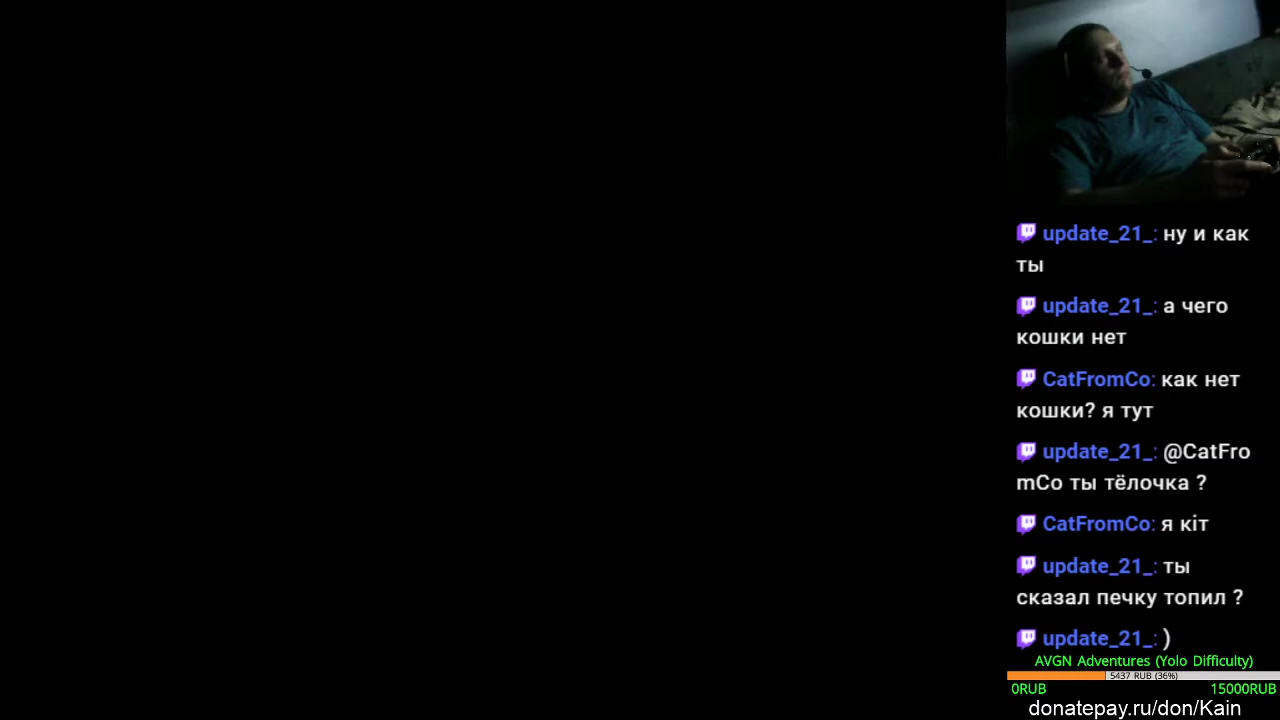 update_21_: ну и как
ты
update_21_: а чего
кошки нет
CatFromCo: как нет
кошки? я тут
update_21_: @CatFro
mCo ты тёлочка ?
CatFromCo: я кіт
update_21_: ты
сказал печку топил ?
update_21_: )
AVGN Adventures (Yolo Difficulty)
5437 RUB (36%)
0RUB 15000RUB
donatepay.ru/don/Kain